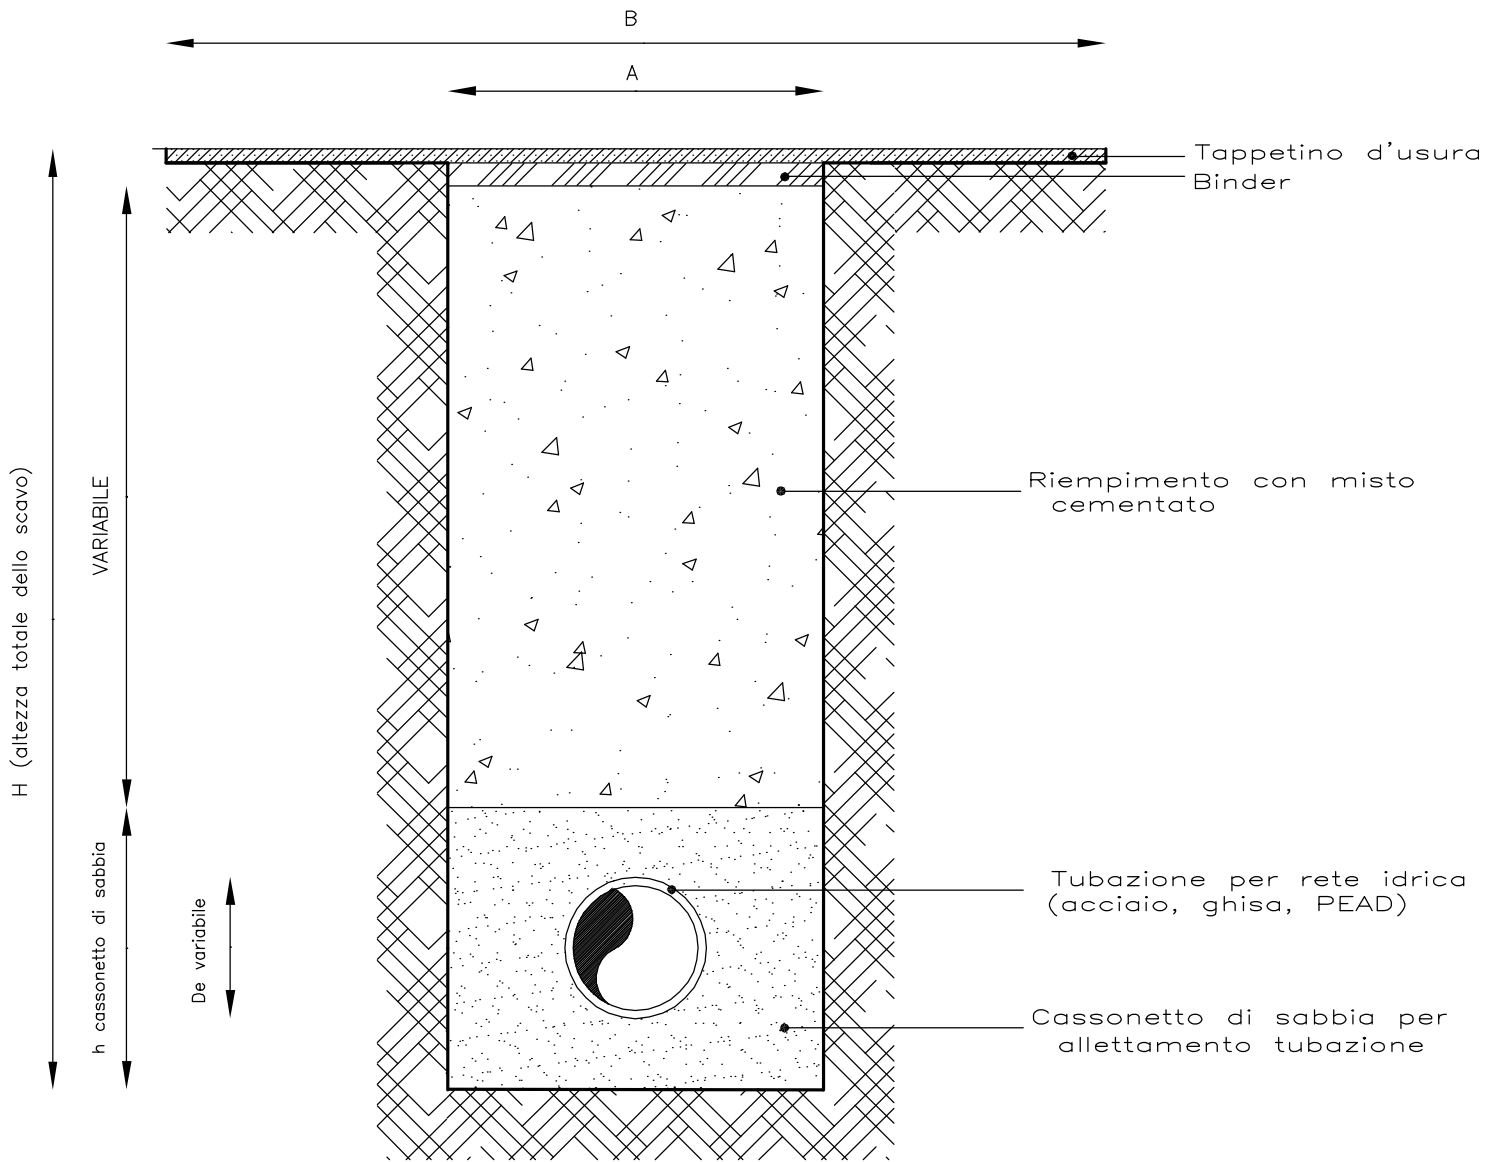 B
A
Tappetino d'usura
Binder
Riempimento con misto
cementato
Tubazione per rete idrica
(acciaio, ghisa, PEAD)
Cassonetto di sabbia per
allettamento tubazione
H (altezza totale dello scavo)
VARIABILE
h cassonetto di sabbia
De variabile